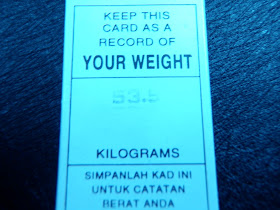 KEEP THIS
CARD AS A
RECORD OF
YOUR WEIGHT
53.5
KILOGRAMS
SIMPANLAH KAD INI
UNTUK CATATAN
BERAT ANDA